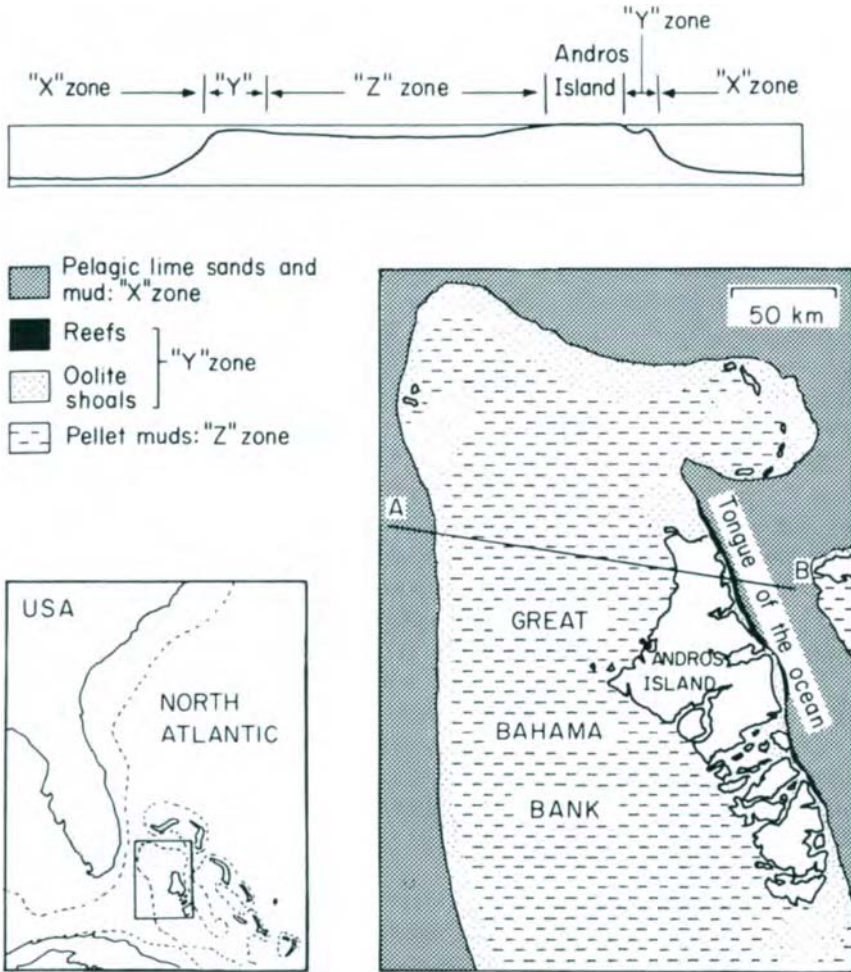 "Y" zone
Andros
"X" zone
"Y"
"Z" zone
Island
"X" zone
Pelagic lime sands and
mud: "X" zone
Reefs
"Y" zone
Oolite
shoals
Pellet muds: "Z" zone
50 km
A
B
Tongue of the ocean
GREAT
ANDROS
ISLAND
BAHAMA
BANK
USA
NORTH
ATLANTIC